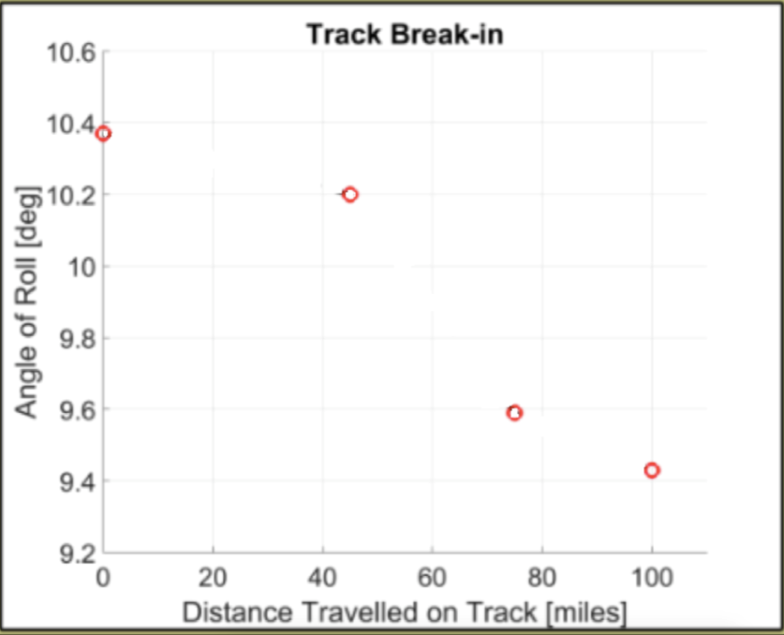 Track Break-in
10.6
10.4
10.2
10
9.8
9.6
9.4
9.2
Angle of Roll [deg]
0 20 40 60 80 100
Distance Travelled on Track [miles]